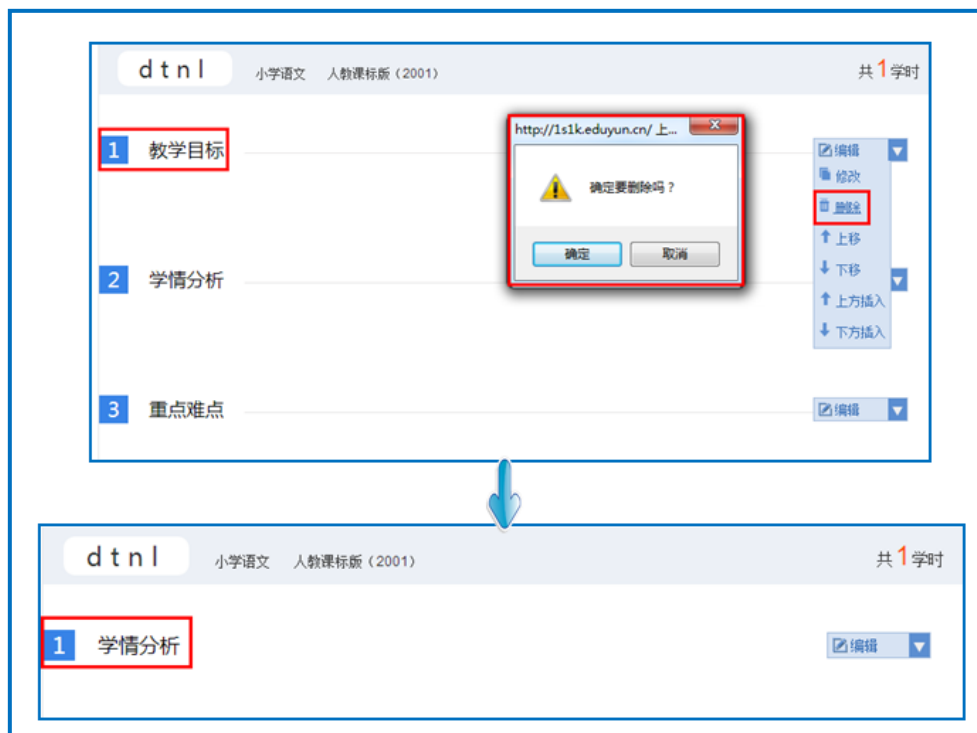 dtnl 小学语文 人教课标版（2001） 共1学时
http://1s1k.eduyun.cn/ 上...
1 教学目标
编辑
修改
确定要删除吗？
删除
上移
确定 取消
下移
2 学情分析
上方插入
下方插入
3 重点难点
编辑
dtnl 小学语文 人教课标版（2001） 共1学时
1 学情分析
编辑